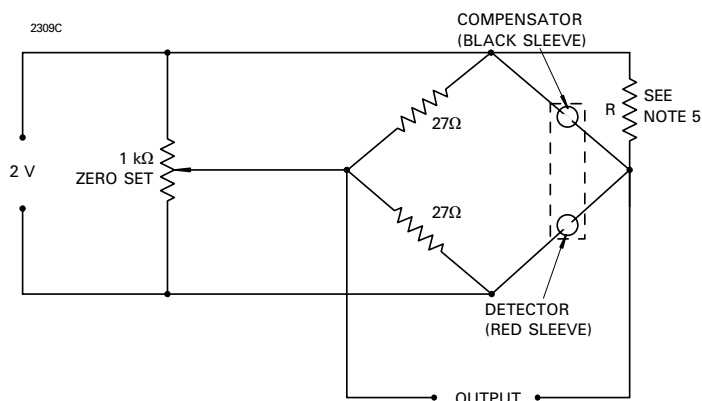 2309C
COMPENSATOR
(BLACK SLEEVE)
R
SEE
NOTE 5
27Ω
2 V
1 kΩ
ZERO SET
27Ω
DETECTOR
(RED SLEEVE)
OUTPUT